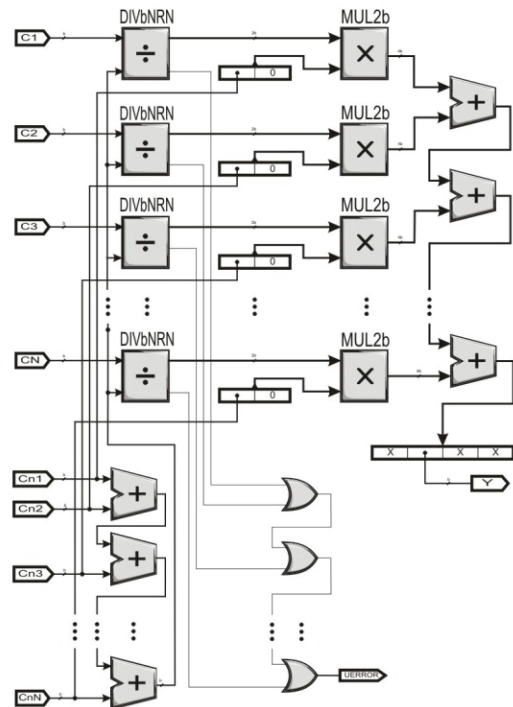 DIVbNRN MUL2b
C1 ÷ ×
0
+
DIVbNRN MUL2b
C2 ÷ ×
0
+
DIVbNRN MUL2b
C3 ÷ ×
0
DIVbNRN MUL2b
CN ÷ ×
0
+
X X X
Y
Cn1
Cn2 +
Cn3 +
CnN +
UERROR